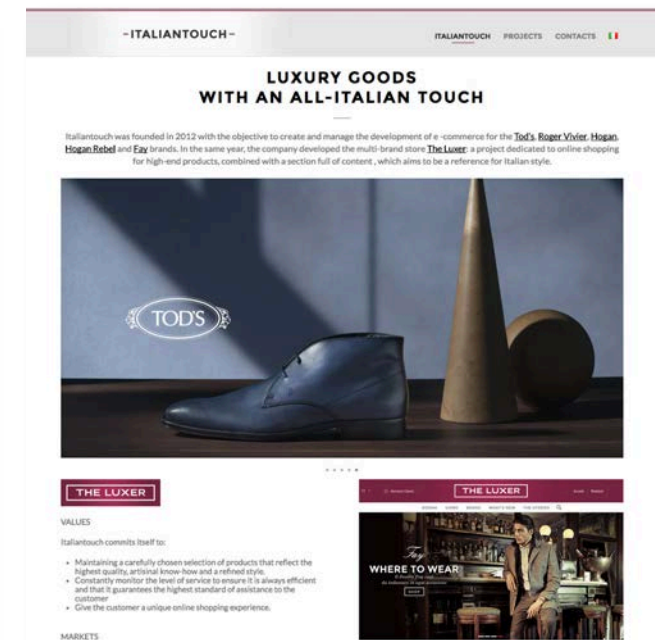 -ITALIANTOUCH-
ITALIANTOUCH PROJECTS CONTACTS
LUXURY GOODS
WITH AN ALL-ITALIAN TOUCH
Italiantouch was founded in 2012 with the objective to create and manage the development of e -commerce for the Tod's, Roger Vivier, Hogan,
Hogan Rebel and Fay brands. In the same year, the company developed the multi-brand store The Luxer: a project dedicated to online shopping
for high-end products, combined with a section full of content , which aims to be a reference for Italian style.
TOD'S
THE LUXER
VALUES
Italiantouch commits itself to:
• Maintaining a carefully chosen selection of products that reflect the
highest quality, artisinal know-how and a refined style.
• Constantly monitor the level of service to ensure it is always efficient
and that it guarantees the highest standard of assistance to the
customer
• Give the customer a unique online shopping experience.
MARKETS
THE LUXER
WOMAN
BRAND WHAT'S NEW THE STORIES
Fay
WHERE TO WEAR
SHOP